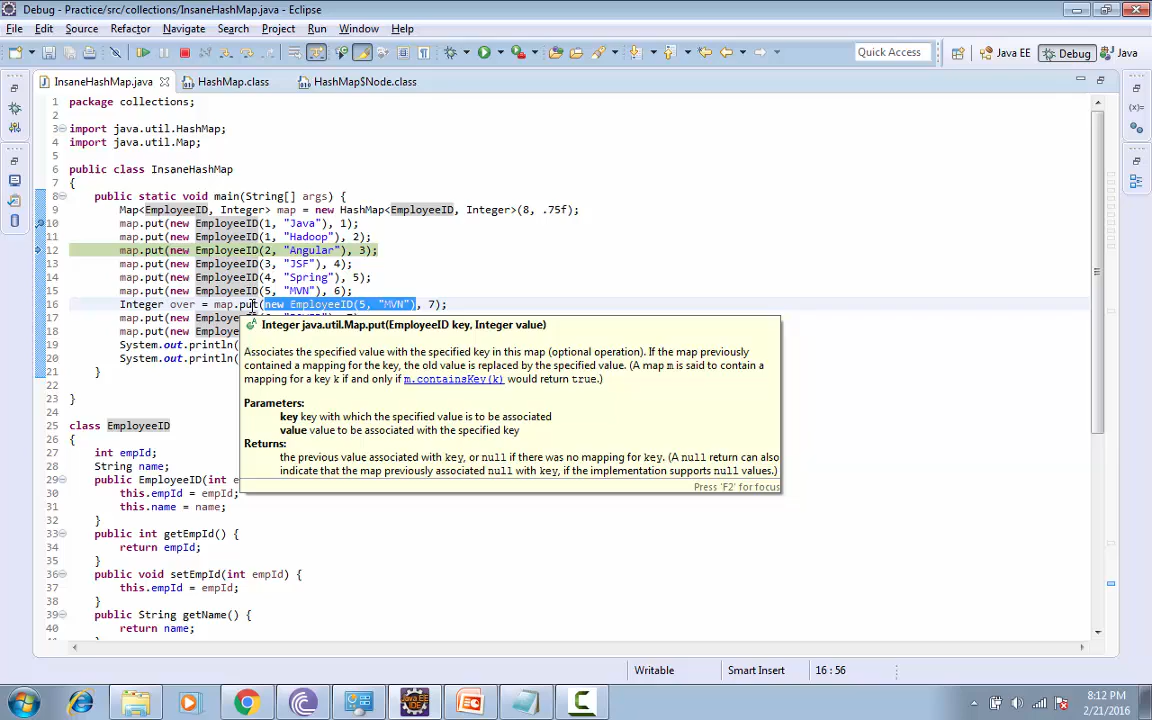 Debug - Practice/src/collections/InsaneHashMap.java - Eclipse
File Edit Source Refactor Navigate Search Project Run Window Help
Quick Access Java EE Debug Java
InsaneHashMap.java HashMap.class HashMap$Node.class
1 package collections;
2
3 import java.util.HashMap;
4 import java.util.Map;
5
6 public class InsaneHashMap
7 {
8 public static void main(String[] args) {
9 Map<EmployeeID, Integer> map = new HashMap<EmployeeID, Integer>(8, .75f);
10 map.put(new EmployeeID(1, "Java"), 1);
11 map.put(new EmployeeID(1, "Hadoop"), 2);
12 map.put(new EmployeeID(2, "Angular"), 3);
13 map.put(new EmployeeID(3, "JSF"), 4);
14 map.put(new EmployeeID(4, "Spring"), 5);
15 map.put(new EmployeeID(5, "MVN"), 6);
16 Integer over = map.put(new EmployeeID(5, "MVN"), 7);
17 map.put(new Emplo
18 map.put(new Emplo
19 System.out.println(
20 System.out.println(
21 }
22
23 }
24
25 class EmployeeID
26 {
27 int empId;
28 String name;
29 public EmployeeID(int e
30 this.empId = empId;
31 this.name = name;
32 }
33 public int getEmpId() {
34 return empId;
35 }
36 public void setEmpId(int empId) {
37 this.empId = empId;
38 }
39 public String getName() {
40 return name;
Integer java.util.Map.put(EmployeeID key, Integer value)
Associates the specified value with the specified key in this map (optional operation). If the map previously
contained a mapping for the key, the old value is replaced by the specified value. (A map m is said to contain a
mapping for a key k if and only if m.containsKey(k) would return true.)
Parameters:
key key with which the specified value is to be associated
value value to be associated with the specified key
Returns:
the previous value associated with key, or null if there was no mapping for key. (A null return can also
indicate that the map previously associated null with key, if the implementation supports null values.)
Press 'F2' for focus
Writable Smart Insert 16 : 56
8:12 PM
2/21/2016